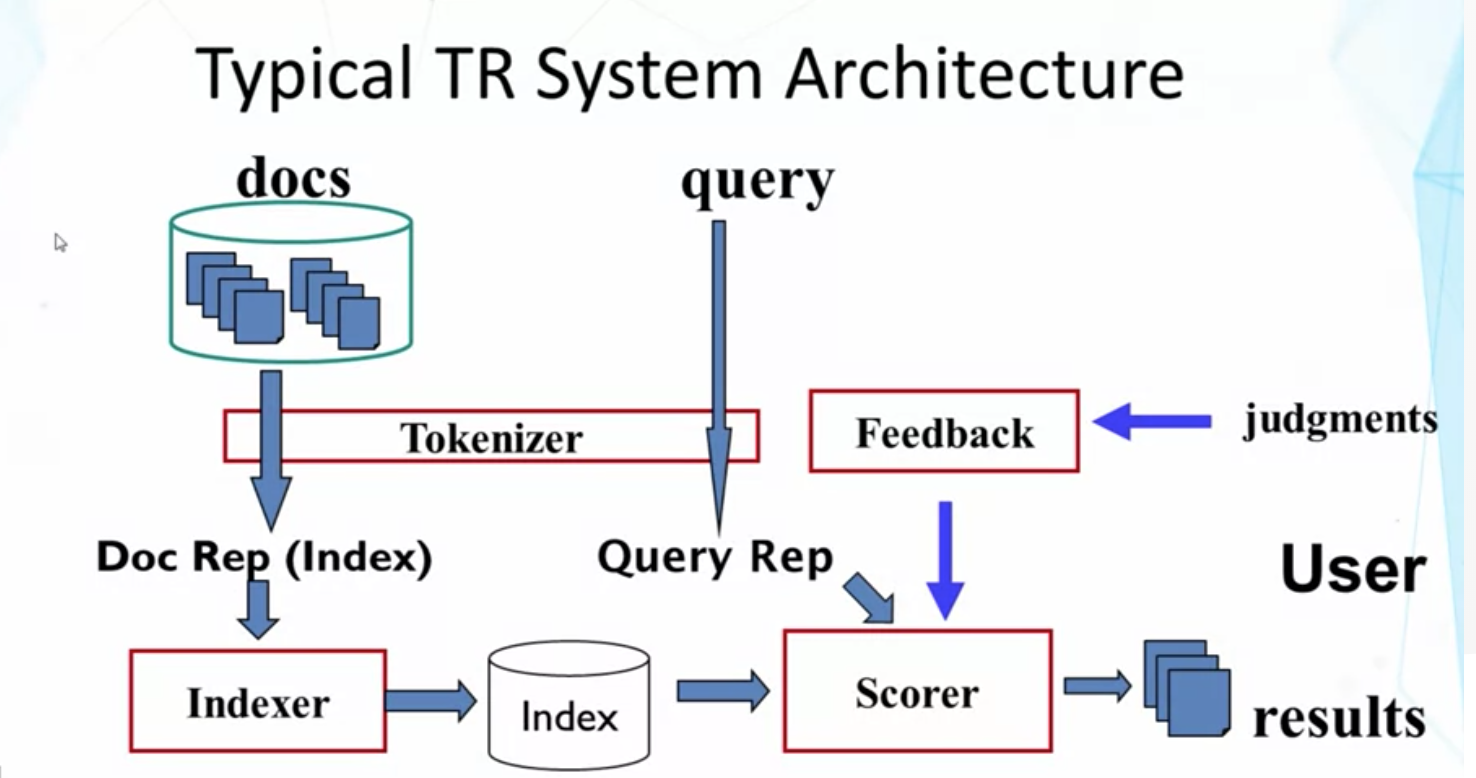 Typical TR System Architecture
docs
query
Tokenizer
Feedback
judgments
Doc Rep (Index)
Query Rep
User
Indexer
Index
Scorer
results